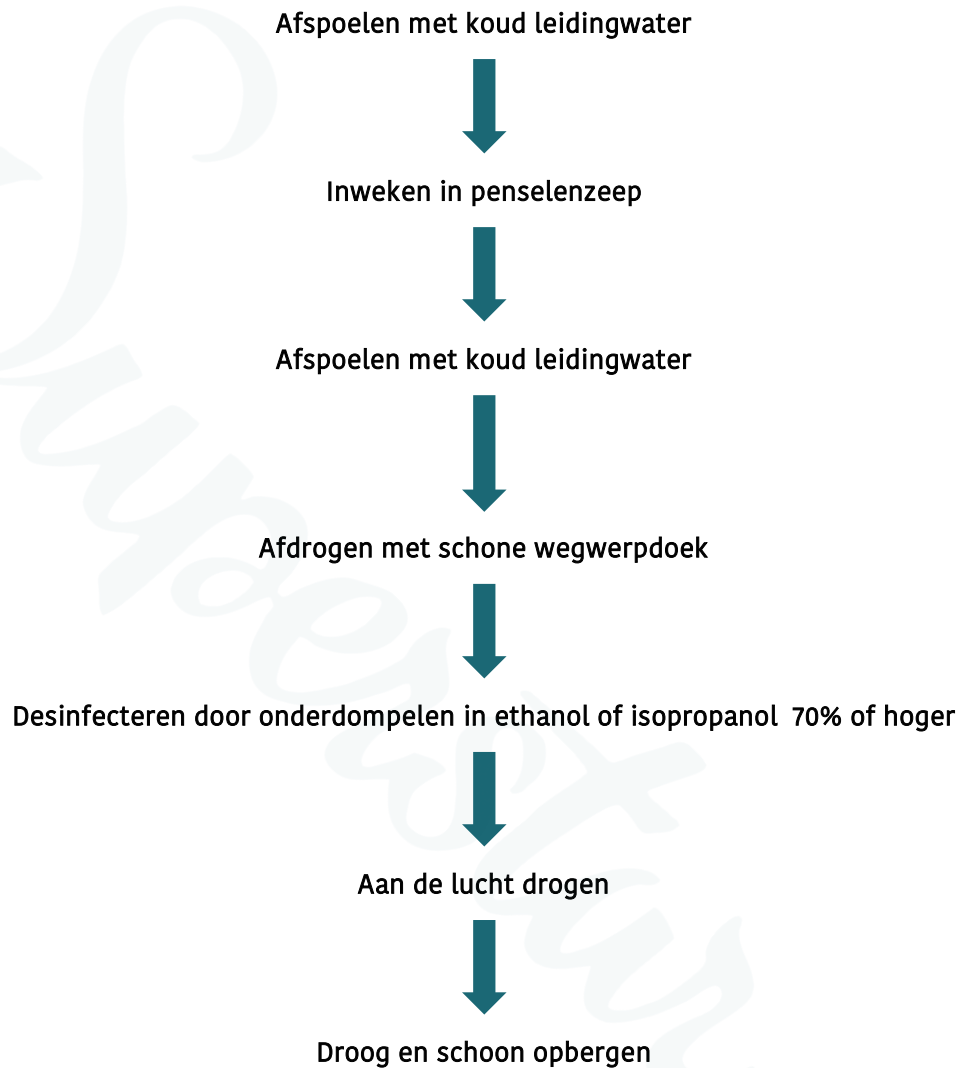 Afspoelen met koud leidingwater
Inweken in penselenzeep
Afspoelen met koud leidingwater
Afdrogen met schone wegwerpdoek
Desinfecteren door onderdompelen in ethanol of isopropanol 70% of hoger
Aan de lucht drogen
Droog en schoon opbergen